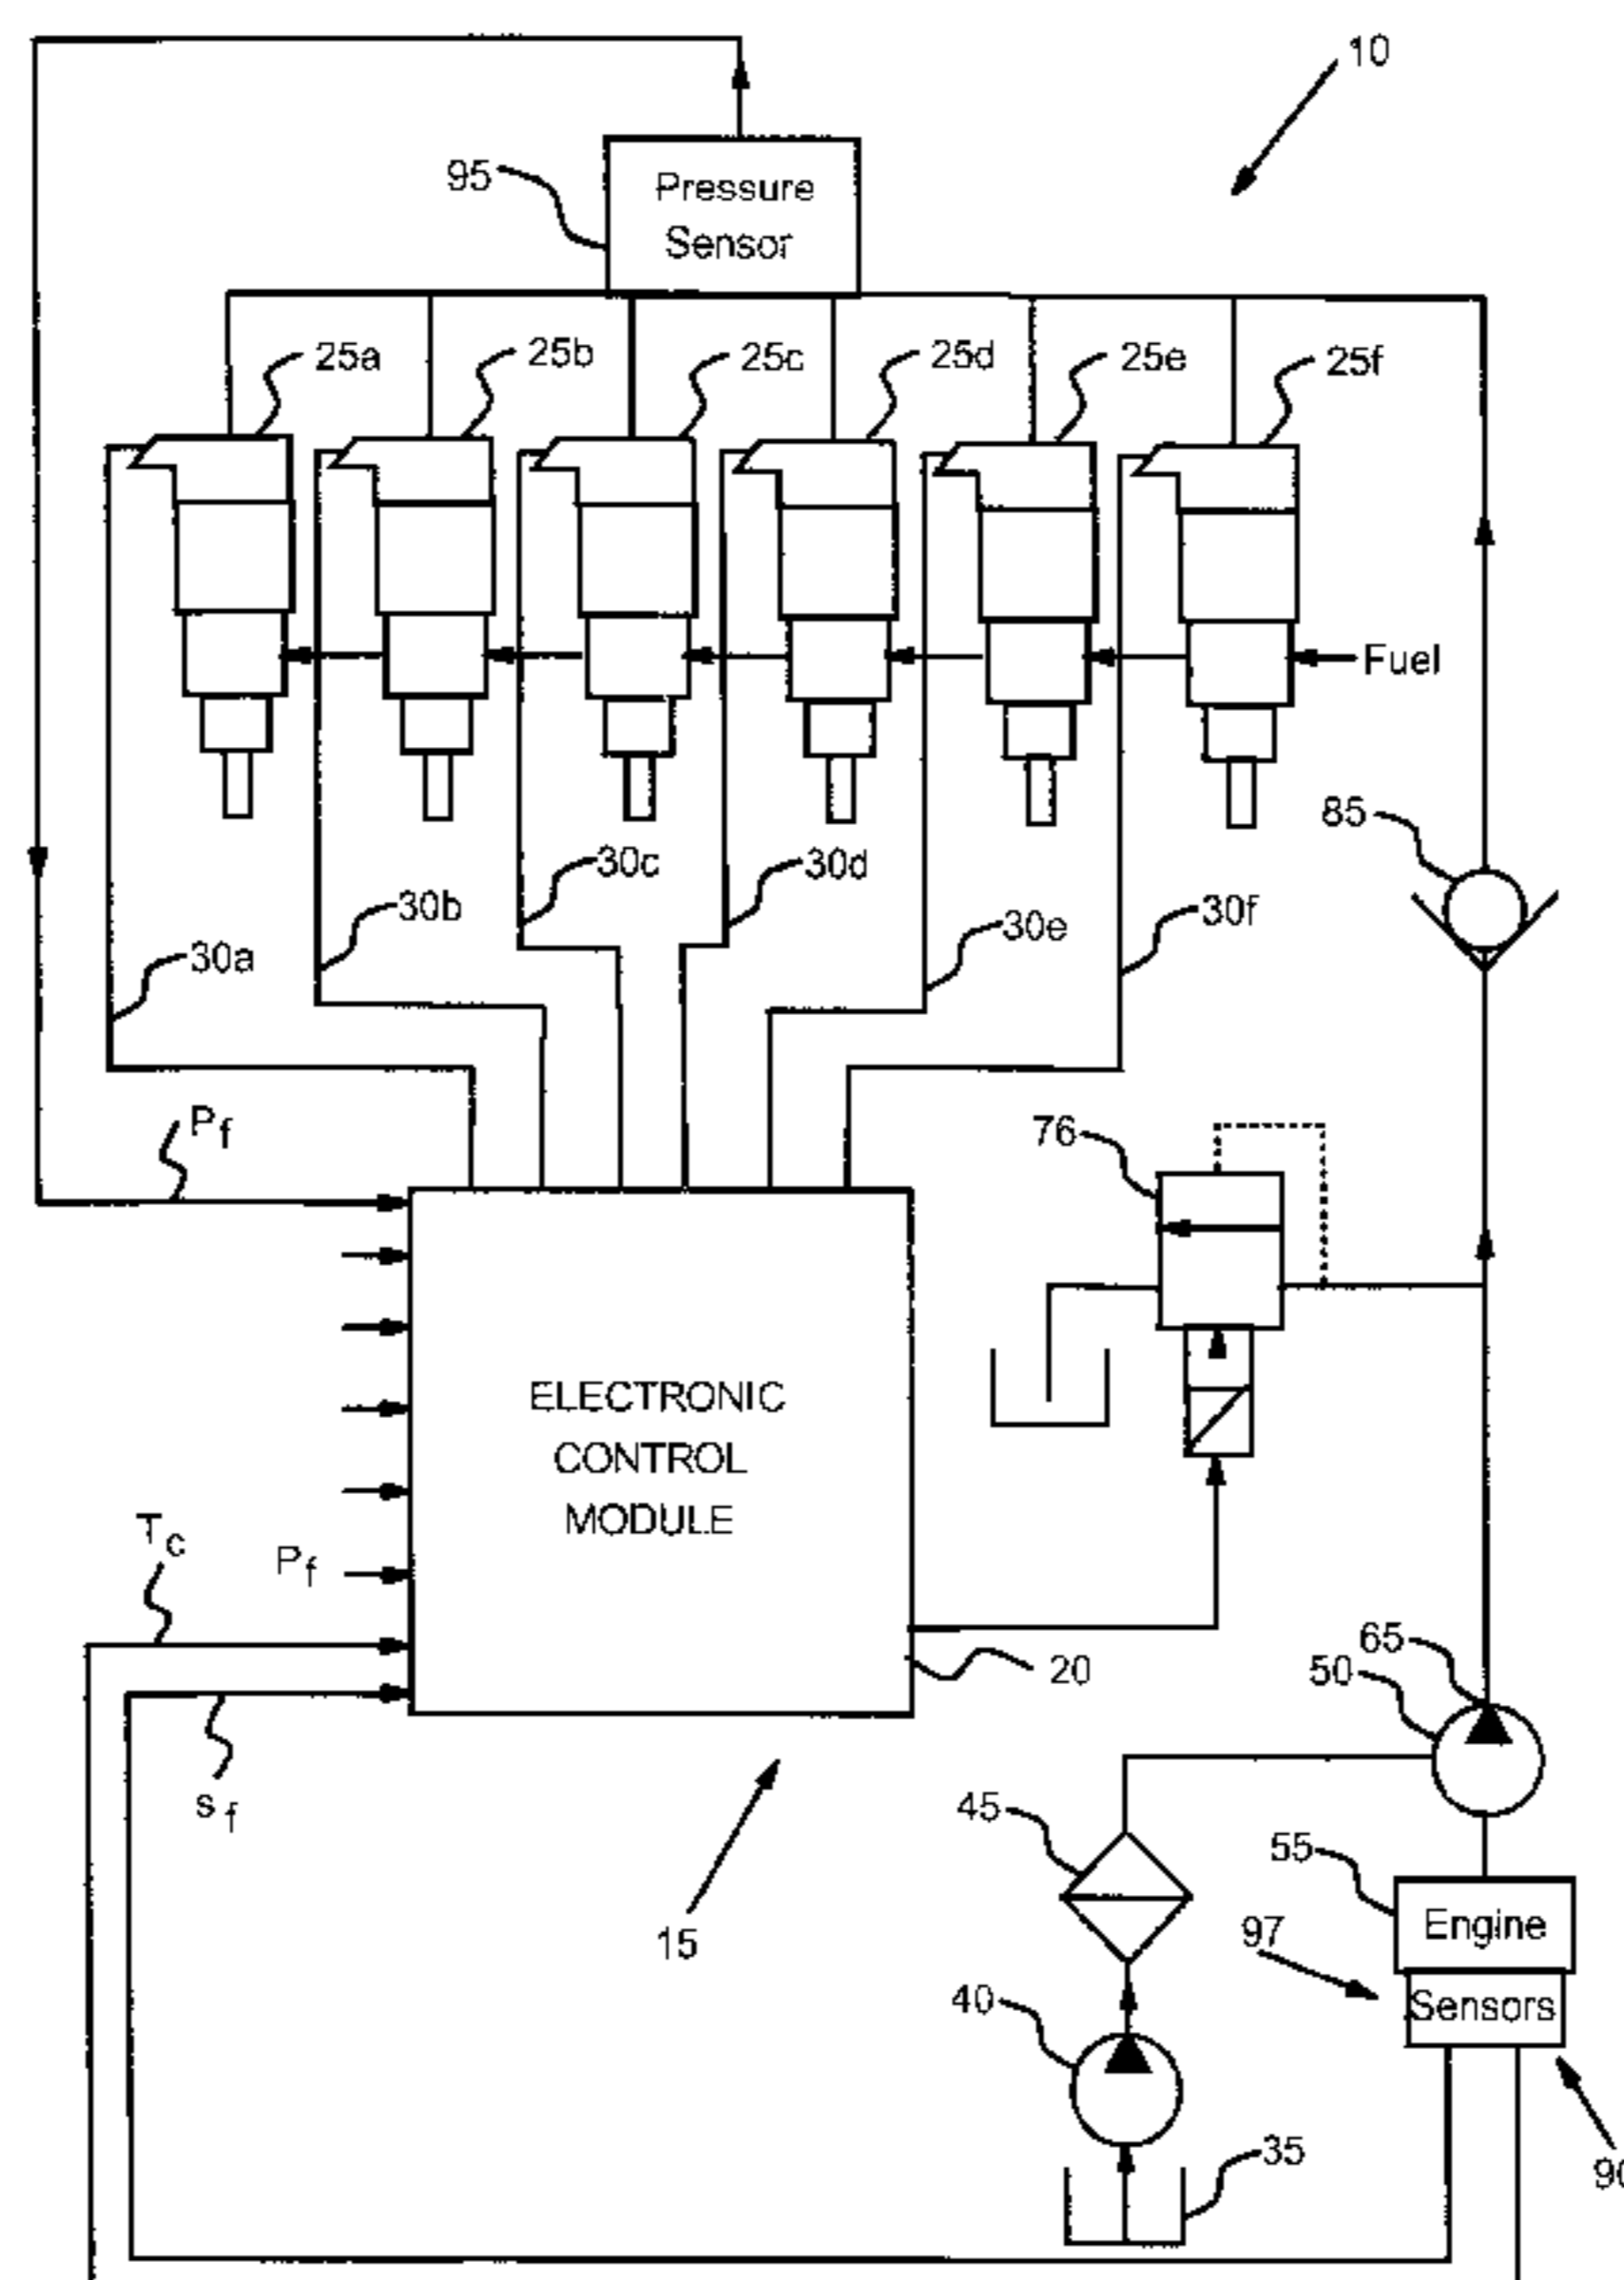 10
95
Pressure
Sensor
25a
25b
25c
25d
25e
25f
Fuel
85
30c
30d
30b
30e
30f
30a
Pf
76
ELECTRONIC
CONTROL
MODULE
Tc
Pf
65
20
50
sf
45
55
Engine
15
97
40
Sensors
35